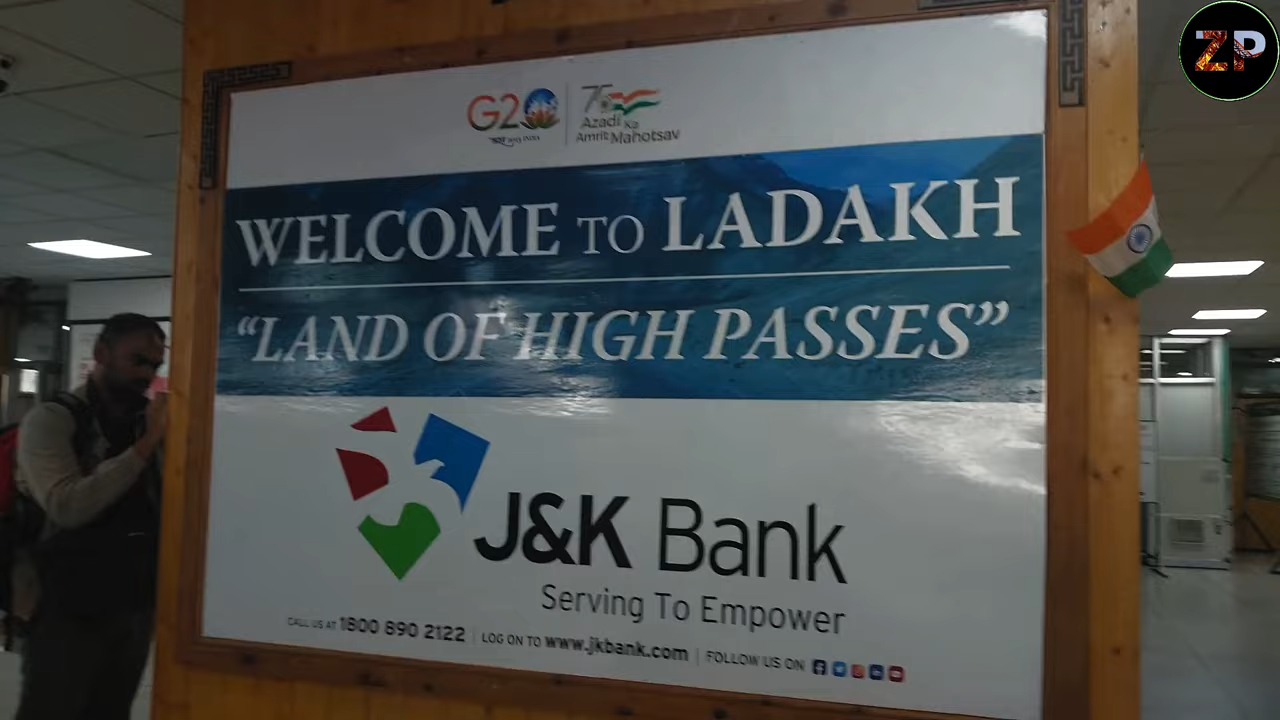 ZP
G20
75
Azadi Ka
Amrit Mahotsav
WELCOME TO LADAKH
“LAND OF HIGH PASSES”
J&K Bank
Serving To Empower
CALL US AT 1800 890 2122 | LOG ON TO www.jkbank.com | FOLLOW US ON